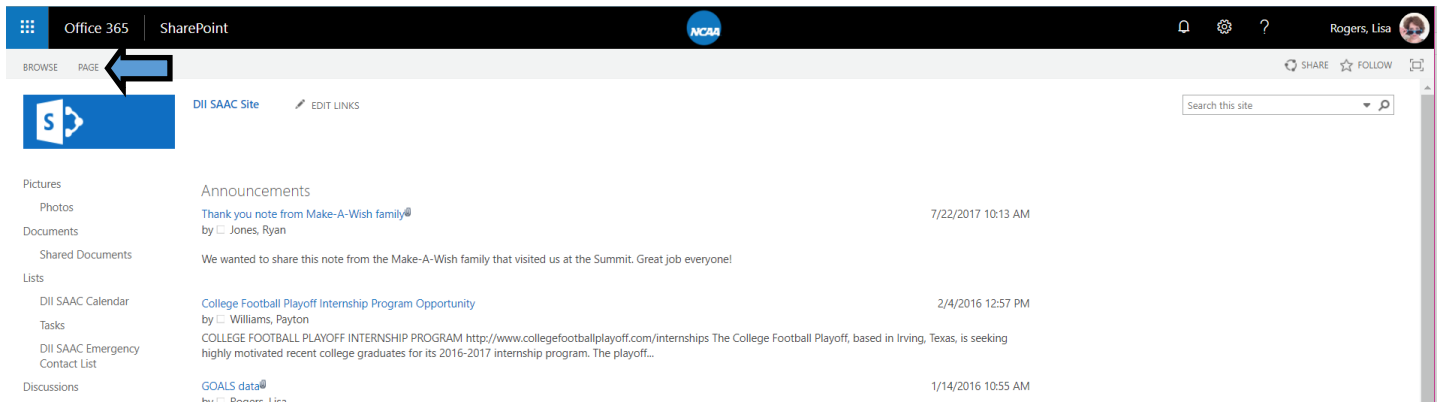 Office 365 SharePoint NCAA ? Rogers, Lisa
BROWSE PAGE SHARE FOLLOW
S DII SAAC Site EDIT LINKS Search this site
Pictures
Photos
Documents
Shared Documents
Lists
DII SAAC Calendar
Tasks
DII SAAC Emergency
Contact List
Discussions
Announcements
Thank you note from Make-A-Wish family 7/22/2017 10:13 AM
by Jones, Ryan
We wanted to share this note from the Make-A-Wish family that visited us at the Summit. Great job everyone!
College Football Playoff Internship Program Opportunity 2/4/2016 12:57 PM
by Williams, Payton
COLLEGE FOOTBALL PLAYOFF INTERNSHIP PROGRAM http://www.collegefootballplayoff.com/internships The College Football Playoff, based in Irving, Texas, is seeking
highly motivated recent college graduates for its 2016-2017 internship program. The playoff...
GOALS data 1/14/2016 10:55 AM
by Rogers, Lisa